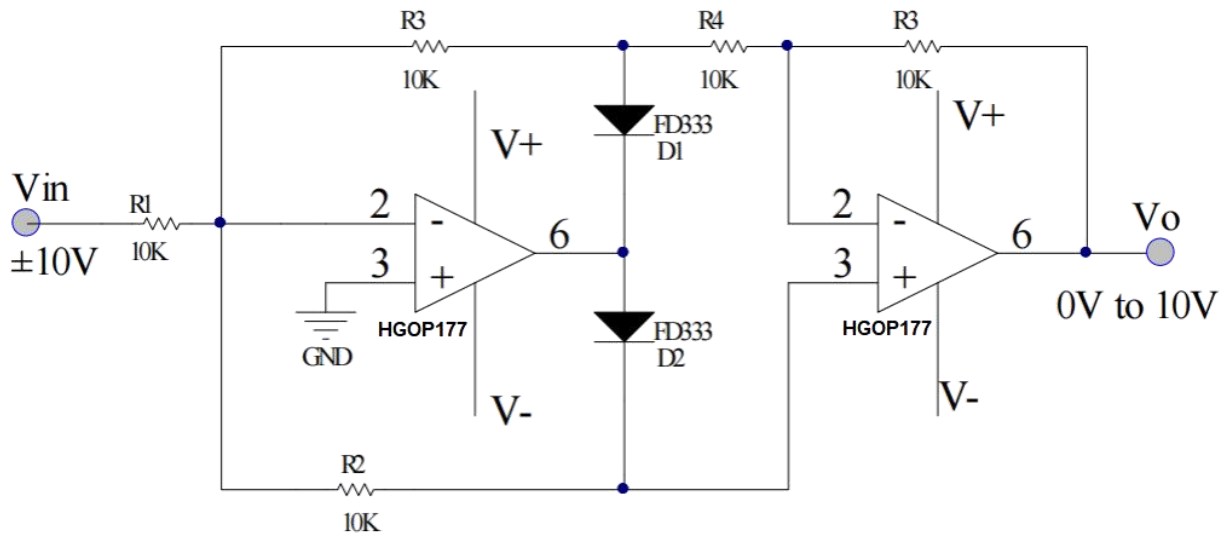 R3
10K
R4
10K
R3
10K
V+
FD333
D1
V+
Vin
±10V
R1
10K
2
-
3
+
6
HGOP177
GND
FD333
D2
V-
2
-
3
+
6
HGOP177
V-
Vo
0V to 10V
R2
10K